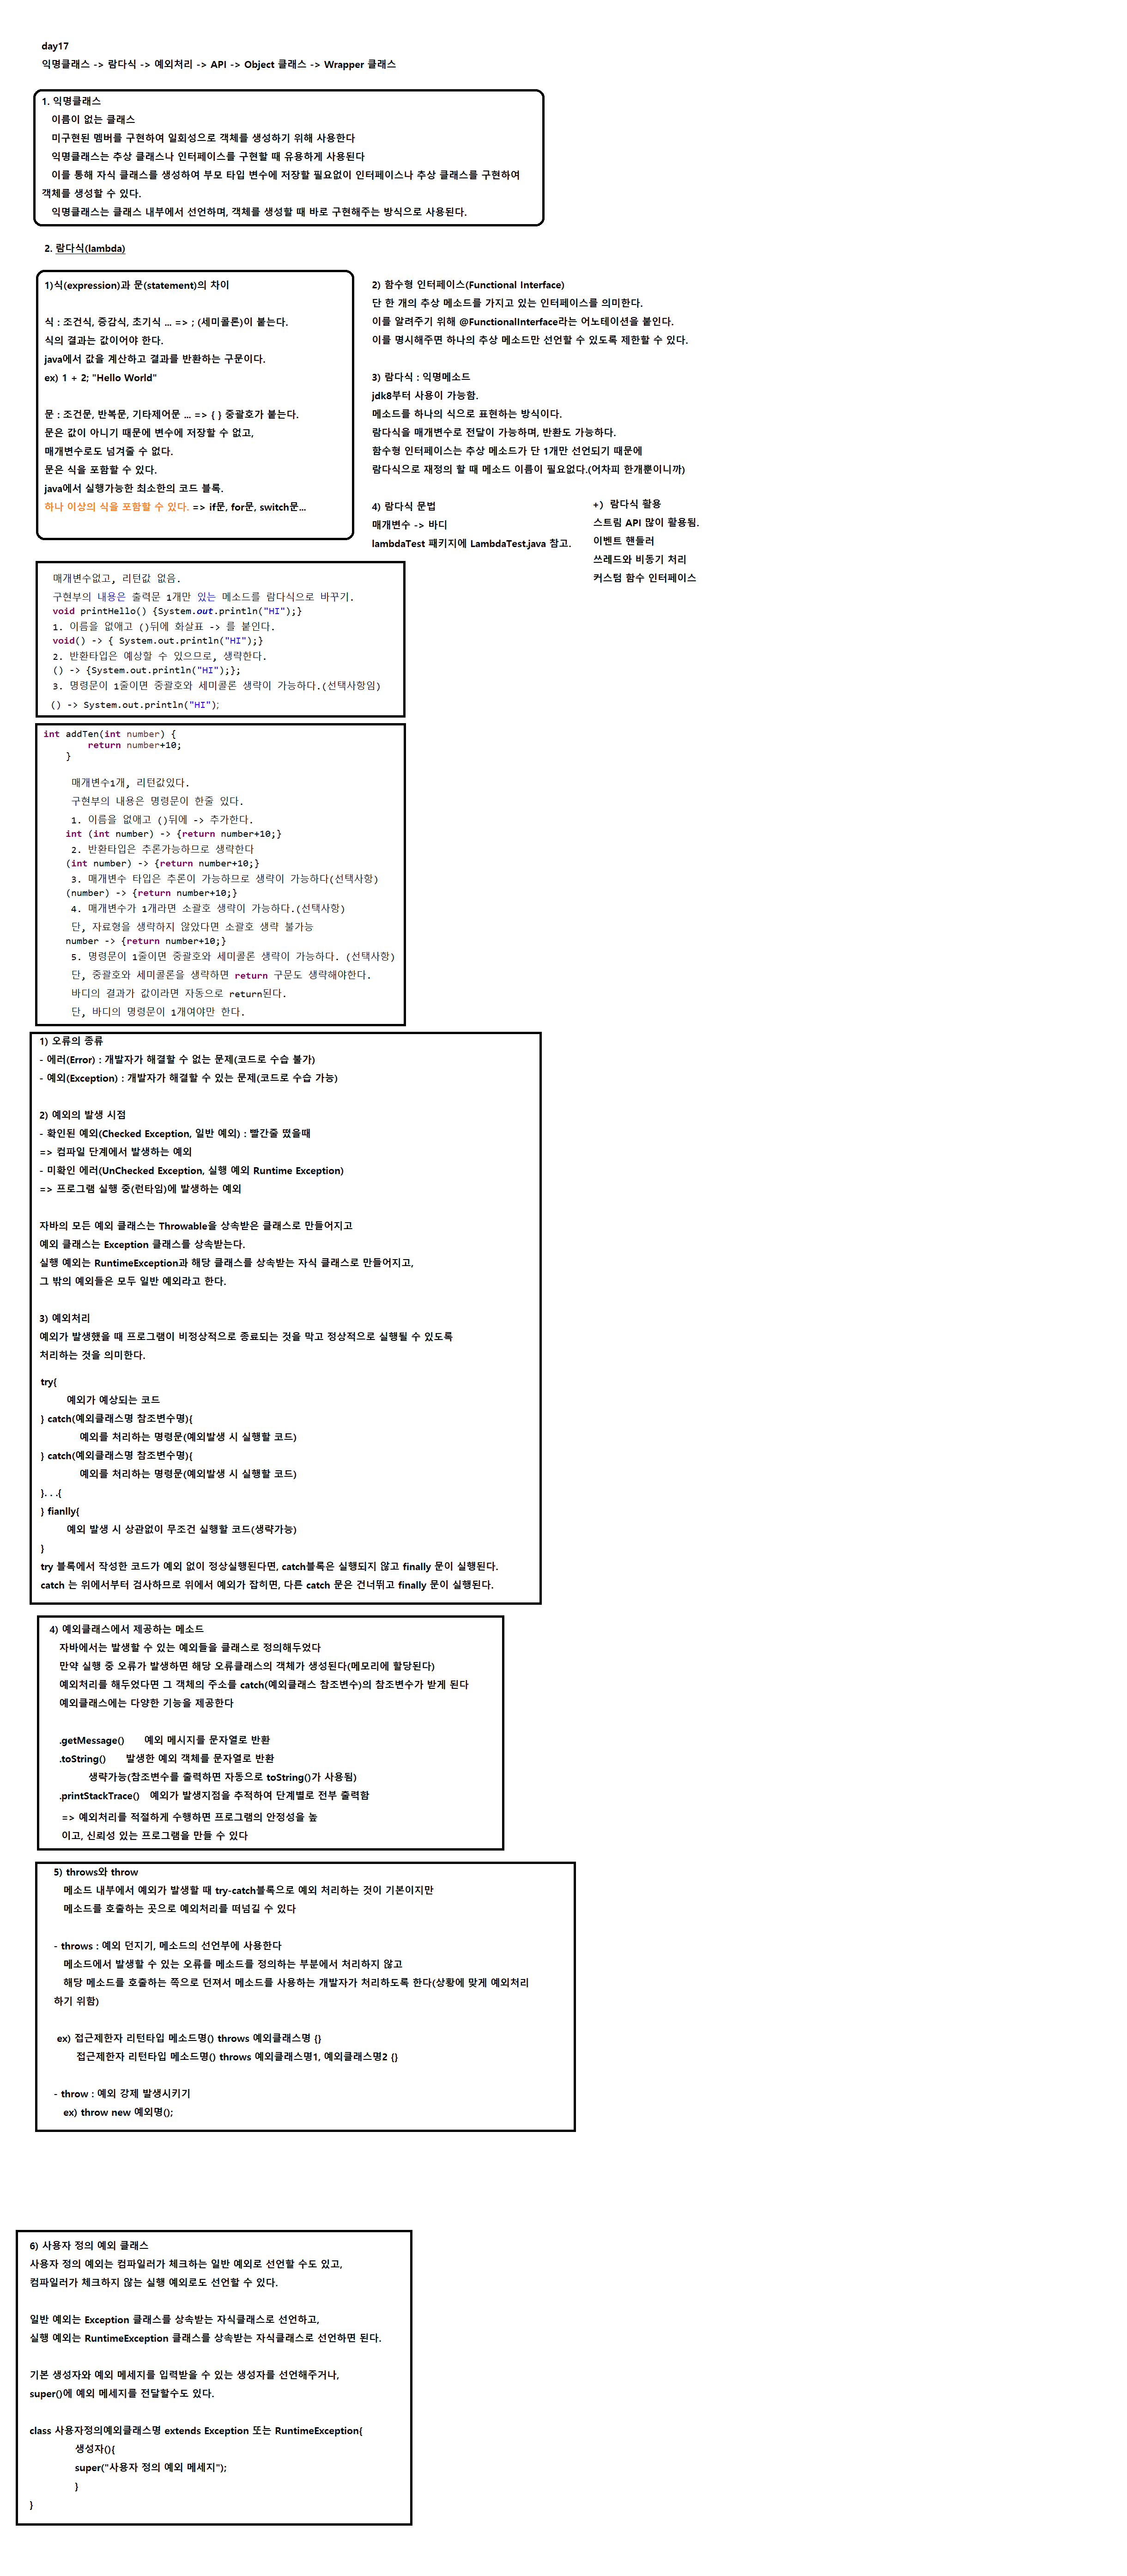 day17
익명클래스 -> 람다식 -> 예외처리 -> API -> Object 클래스 -> Wrapper 클래스
1. 익명클래스
이름이 없는 클래스
미구현된 멤버를 구현하여 일회성으로 객체를 생성하기 위해 사용한다
익명클래스는 추상 클래스나 인터페이스를 구현할 때 유용하게 사용된다
이를 통해 자식 클래스를 생성하여 부모 타입 변수에 저장할 필요없이 인터페이스나 추상 클래스를 구현하여
객체를 생성할 수 있다.
익명클래스는 클래스 내부에서 선언하며, 객체를 생성할 때 바로 구현해주는 방식으로 사용된다.
2. 람다식(lambda)
1)식(expression)과 문(statement)의 차이
식 : 조건식, 증감식, 초기식 ... => ; (세미콜론)이 붙는다.
식의 결과는 값이어야 한다.
java에서 값을 계산하고 결과를 반환하는 구문이다.
ex) 1 + 2; "Hello World"
문 : 조건문, 반복문, 기타제어문 ... => { } 중괄호가 붙는다.
문은 값이 아니기 때문에 변수에 저장할 수 없고,
매개변수로도 넘겨줄 수 없다.
문은 식을 포함할 수 있다.
java에서 실행가능한 최소한의 코드 블록.
하나 이상의 식을 포함할 수 있다. => if문, for문, switch문...
2) 함수형 인터페이스(Functional Interface)
단 한 개의 추상 메소드를 가지고 있는 인터페이스를 의미한다.
이를 알려주기 위해 @FunctionalInterface라는 어노테이션을 붙인다.
이를 명시해주면 하나의 추상 메소드만 선언할 수 있도록 제한할 수 있다.
3) 람다식 : 익명메소드
jdk8부터 사용이 가능함.
메소드를 하나의 식으로 표현하는 방식이다.
람다식을 매개변수로 전달이 가능하며, 반환도 가능하다.
함수형 인터페이스는 추상 메소드가 단 1개만 선언되기 때문에
람다식으로 재정의 할 때 메소드 이름이 필요없다.(어차피 한개뿐이니까)
4) 람다식 문법
매개변수 -> 바디
lambdaTest 패키지에 LambdaTest.java 참고.
+) 람다식 활용
스트림 API 많이 활용됨.
이벤트 핸들러
쓰레드와 비동기 처리
커스텀 함수 인터페이스
매개변수없고, 리턴값 없음.
구현부의 내용은 출력문 1개만 있는 메소드를 람다식으로 바꾸기.
void printHello() {System.out.println("HI");}
1. 이름을 없애고 ()뒤에 화살표 -> 를 붙인다.
void() -> { System.out.println("HI");}
2. 반환타입은 예상할 수 있으므로, 생략한다.
() -> {System.out.println("HI");};
3. 명령문이 1줄이면 중괄호와 세미콜론 생략이 가능하다.(선택사항임)
() -> System.out.println("HI");
int addTen(int number) {
return number+10;
}
매개변수1개, 리턴값있다.
구현부의 내용은 명령문이 한줄 있다.
1. 이름을 없애고 ()뒤에 -> 추가한다.
int (int number) -> {return number+10;}
2. 반환타입은 추론가능하므로 생략한다
(int number) -> {return number+10;}
3. 매개변수 타입은 추론이 가능하므로 생략이 가능하다(선택사항)
(number) -> {return number+10;}
4. 매개변수가 1개라면 소괄호 생략이 가능하다.(선택사항)
단, 자료형을 생략하지 않았다면 소괄호 생략 불가능
number -> {return number+10;}
5. 명령문이 1줄이면 중괄호와 세미콜론 생략이 가능하다. (선택사항)
단, 중괄호와 세미콜론을 생략하면 return 구문도 생략해야한다.
바디의 결과가 값이라면 자동으로 return된다.
단, 바디의 명령문이 1개여야만 한다.
1) 오류의 종류
- 에러(Error) : 개발자가 해결할 수 없는 문제(코드로 수습 불가)
- 예외(Exception) : 개발자가 해결할 수 있는 문제(코드로 수습 가능)
2) 예외의 발생 시점
- 확인된 예외(Checked Exception, 일반 예외) : 빨간줄 떴을때
=> 컴파일 단계에서 발생하는 예외
- 미확인 에러(UnChecked Exception, 실행 예외 Runtime Exception)
=> 프로그램 실행 중(런타임)에 발생하는 예외
자바의 모든 예외 클래스는 Throwable을 상속받은 클래스로 만들어지고
예외 클래스는 Exception 클래스를 상속받는다.
실행 예외는 RuntimeException과 해당 클래스를 상속받는 자식 클래스로 만들어지고,
그 밖의 예외들은 모두 일반 예외라고 한다.
3) 예외처리
예외가 발생했을 때 프로그램이 비정상적으로 종료되는 것을 막고 정상적으로 실행될 수 있도록
처리하는 것을 의미한다.
try{
예외가 예상되는 코드
} catch(예외클래스명 참조변수명){
예외를 처리하는 명령문(예외발생 시 실행할 코드)
} catch(예외클래스명 참조변수명){
예외를 처리하는 명령문(예외발생 시 실행할 코드)
}. . .{
} fianlly{
예외 발생 시 상관없이 무조건 실행할 코드(생략가능)
}
try 블록에서 작성한 코드가 예외 없이 정상실행된다면, catch블록은 실행되지 않고 finally 문이 실행된다.
catch 는 위에서부터 검사하므로 위에서 예외가 잡히면, 다른 catch 문은 건너뛰고 finally 문이 실행된다.
4) 예외클래스에서 제공하는 메소드
자바에서는 발생할 수 있는 예외들을 클래스로 정의해두었다
만약 실행 중 오류가 발생하면 해당 오류클래스의 객체가 생성된다(메모리에 할당된다)
예외처리를 해두었다면 그 객체의 주소를 catch(예외클래스 참조변수)의 참조변수가 받게 된다
예외클래스에는 다양한 기능을 제공한다
.getMessage() 예외 메시지를 문자열로 반환
.toString() 발생한 예외 객체를 문자열로 반환
생략가능(참조변수를 출력하면 자동으로 toString()가 사용됨)
.printStackTrace() 예외가 발생지점을 추적하여 단계별로 전부 출력함
=> 예외처리를 적절하게 수행하면 프로그램의 안정성을 높
이고, 신뢰성 있는 프로그램을 만들 수 있다
5) throws와 throw
메소드 내부에서 예외가 발생할 때 try-catch블록으로 예외 처리하는 것이 기본이지만
메소드를 호출하는 곳으로 예외처리를 떠넘길 수 있다
- throws : 예외 던지기, 메소드의 선언부에 사용한다
메소드에서 발생할 수 있는 오류를 메소드를 정의하는 부분에서 처리하지 않고
해당 메소드를 호출하는 쪽으로 던져서 메소드를 사용하는 개발자가 처리하도록 한다(상황에 맞게 예외처리
하기 위함)
ex) 접근제한자 리턴타입 메소드명() throws 예외클래스명 {}
접근제한자 리턴타입 메소드명() throws 예외클래스명1, 예외클래스명2 {}
- throw : 예외 강제 발생시키기
ex) throw new 예외명();
6) 사용자 정의 예외 클래스
사용자 정의 예외는 컴파일러가 체크하는 일반 예외로 선언할 수도 있고,
컴파일러가 체크하지 않는 실행 예외로도 선언할 수 있다.
일반 예외는 Exception 클래스를 상속받는 자식클래스로 선언하고,
실행 예외는 RuntimeException 클래스를 상속받는 자식클래스로 선언하면 된다.
기본 생성자와 예외 메세지를 입력받을 수 있는 생성자를 선언해주거나,
super()에 예외 메세지를 전달할수도 있다.
class 사용자정의예외클래스명 extends Exception 또는 RuntimeException{
생성자(){
super("사용자 정의 예외 메세지");
}
}